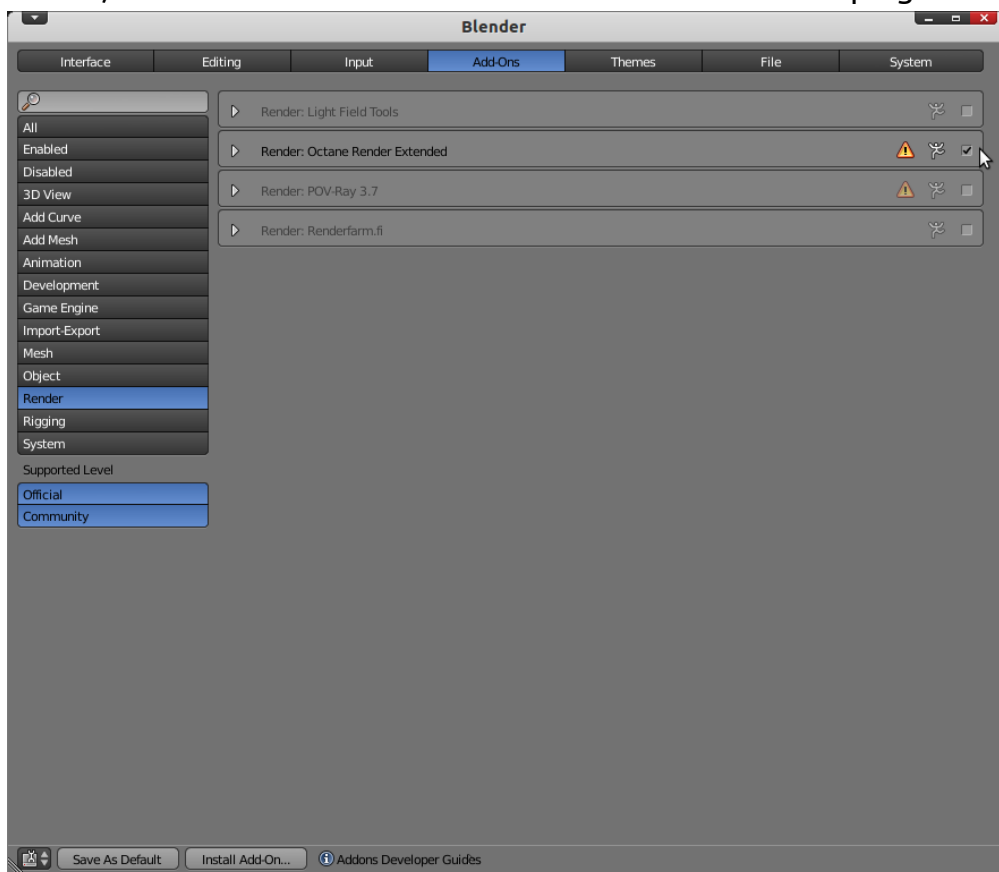 Blender
Interface Editing Input Add-Ons Themes File System
All
Enabled
Disabled
3D View
Add Curve
Add Mesh
Animation
Development
Game Engine
Import-Export
Mesh
Object
Render
Rigging
System
Supported Level
Official
Community
Render: Light Field Tools
Render: Octane Render Extended
Render: POV-Ray 3.7
Render: Renderfarm.fi
Save As Default Install Add-On... Addons Developer Guides